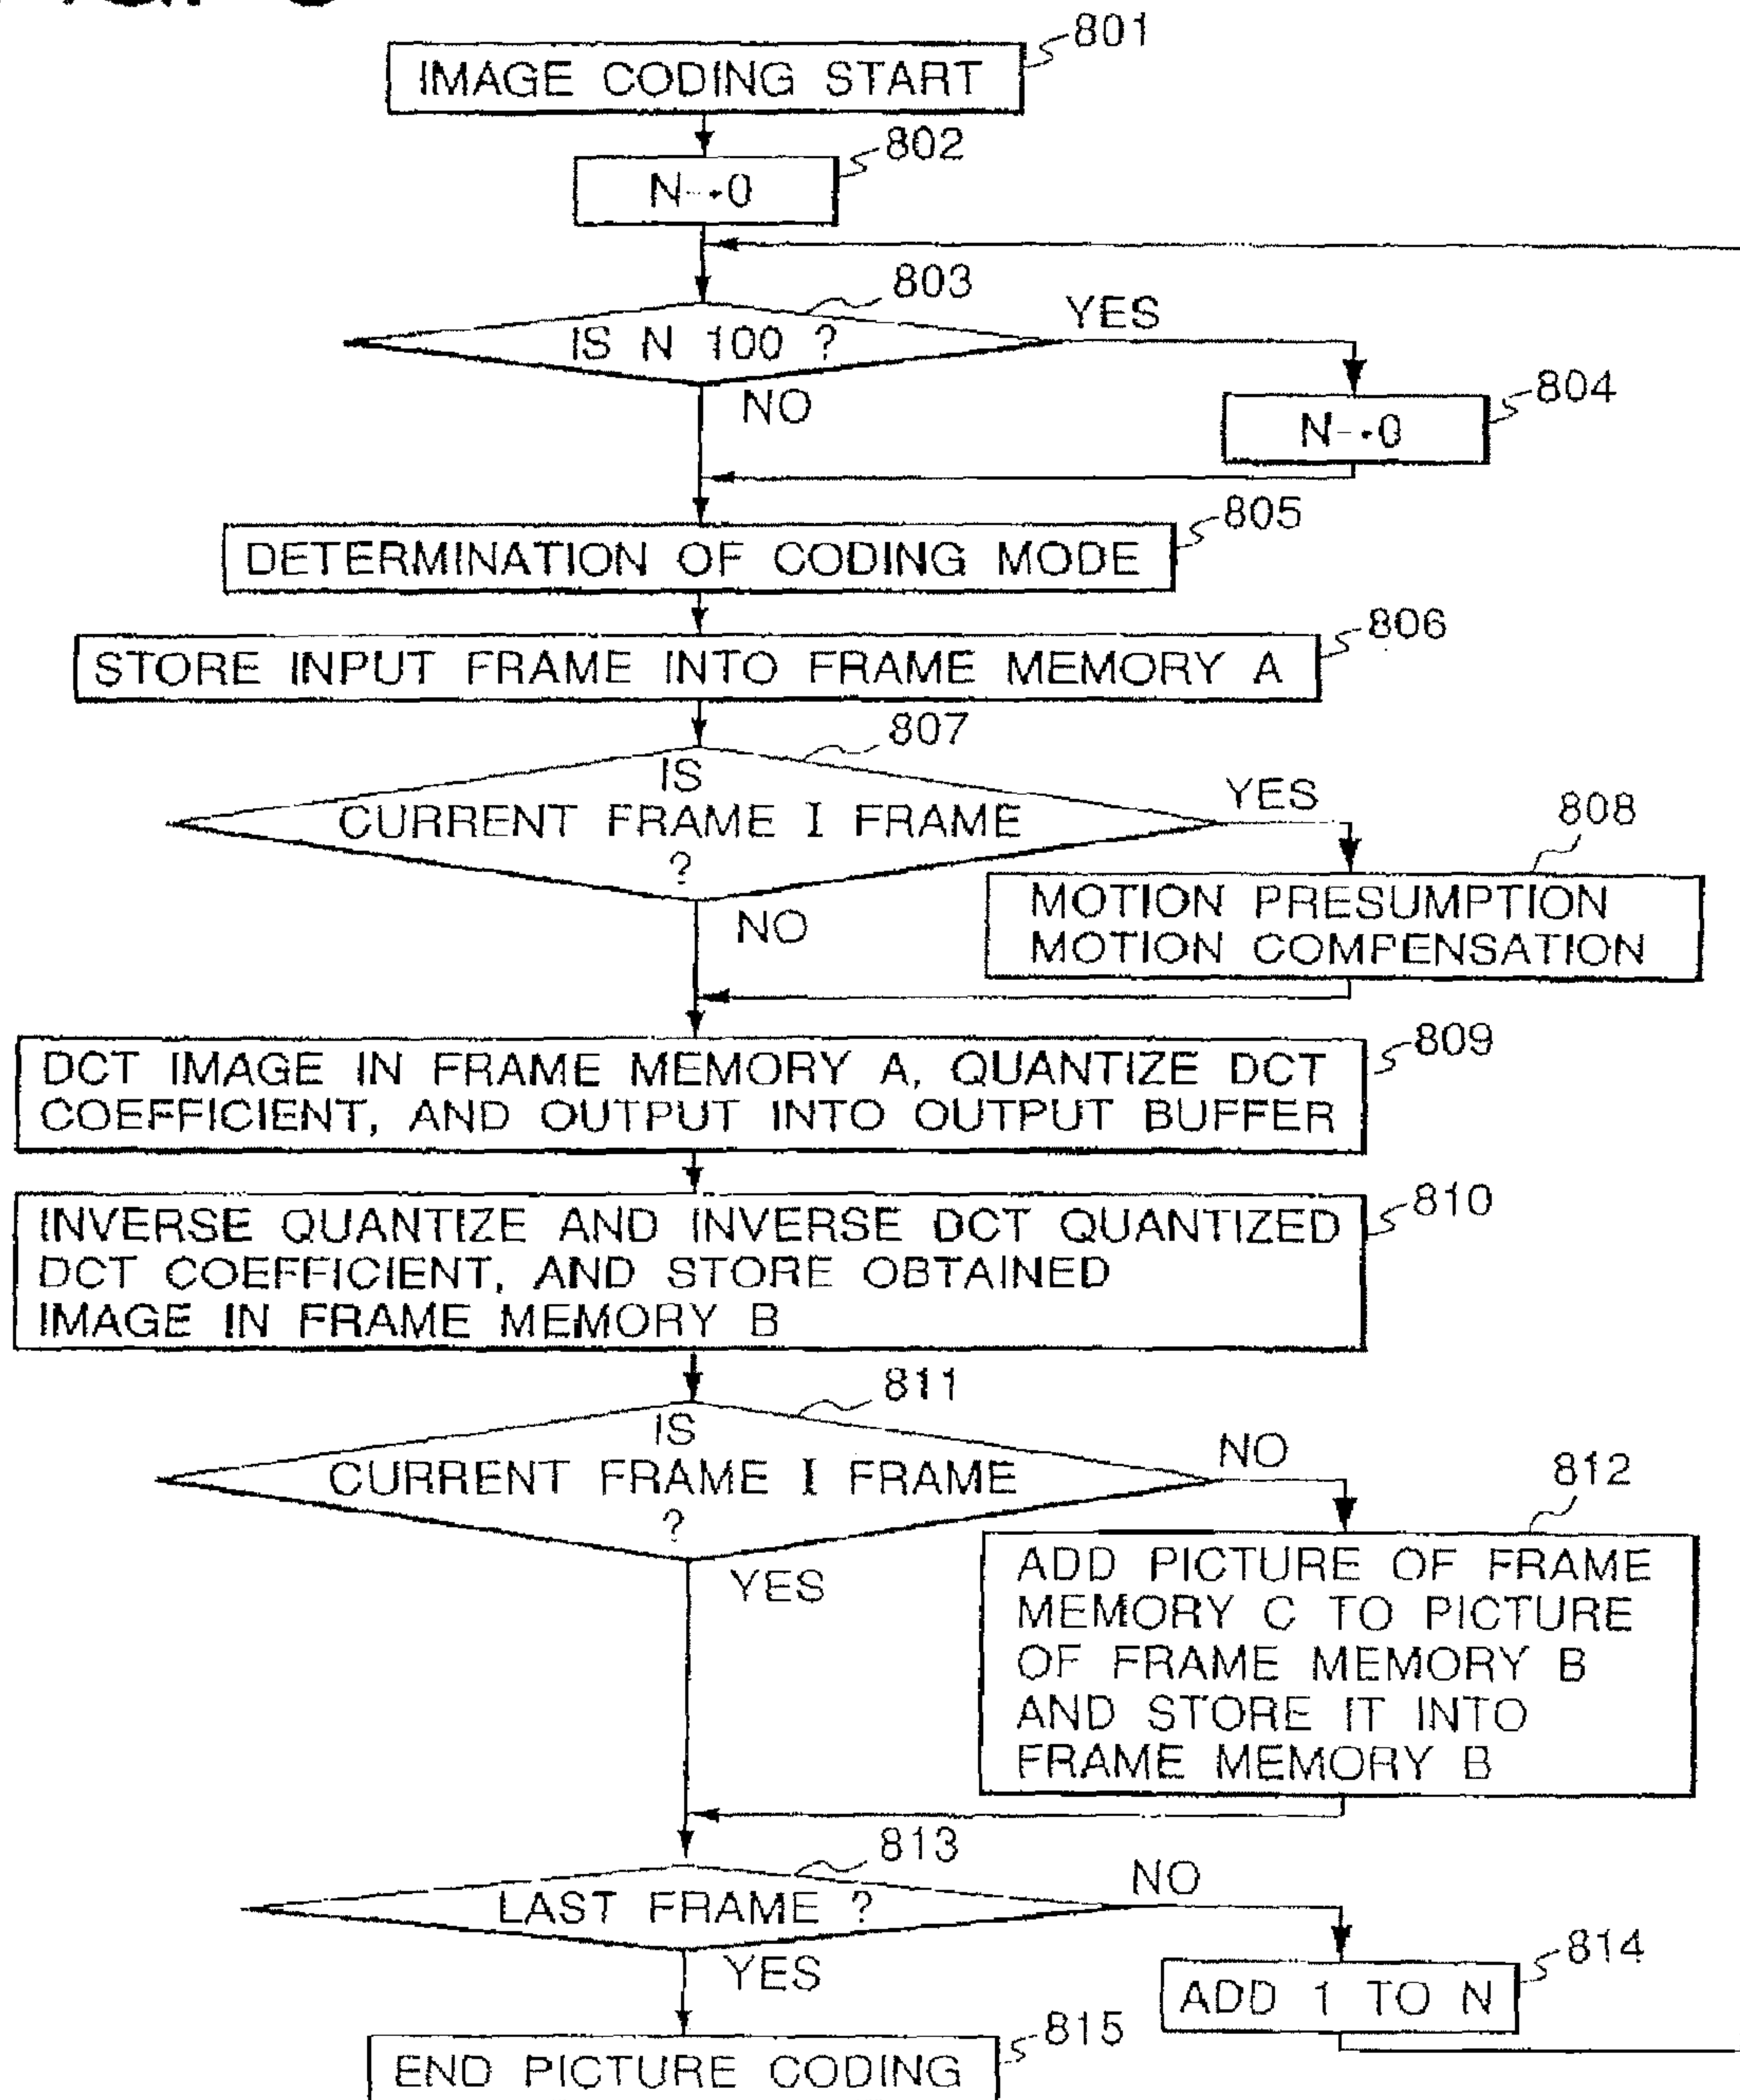 IMAGE CODING START
801
N→0
802
IS N 100 ?
803
YES
NO
N→0
804
DETERMINATION OF CODING MODE
805
STORE INPUT FRAME INTO FRAME MEMORY A
806
IS
CURRENT FRAME I FRAME
?
807
YES
NO
808
MOTION PRESUMPTION
MOTION COMPENSATION
DCT IMAGE IN FRAME MEMORY A, QUANTIZE DCT
COEFFICIENT, AND OUTPUT INTO OUTPUT BUFFER
809
INVERSE QUANTIZE AND INVERSE DCT QUANTIZED
DCT COEFFICIENT, AND STORE OBTAINED
IMAGE IN FRAME MEMORY B
810
IS
CURRENT FRAME I FRAME
?
811
NO
YES
812
ADD PICTURE OF FRAME
MEMORY C TO PICTURE
OF FRAME MEMORY B
AND STORE IT INTO
FRAME MEMORY B
LAST FRAME ?
813
NO
YES
ADD 1 TO N
814
END PICTURE CODING
815